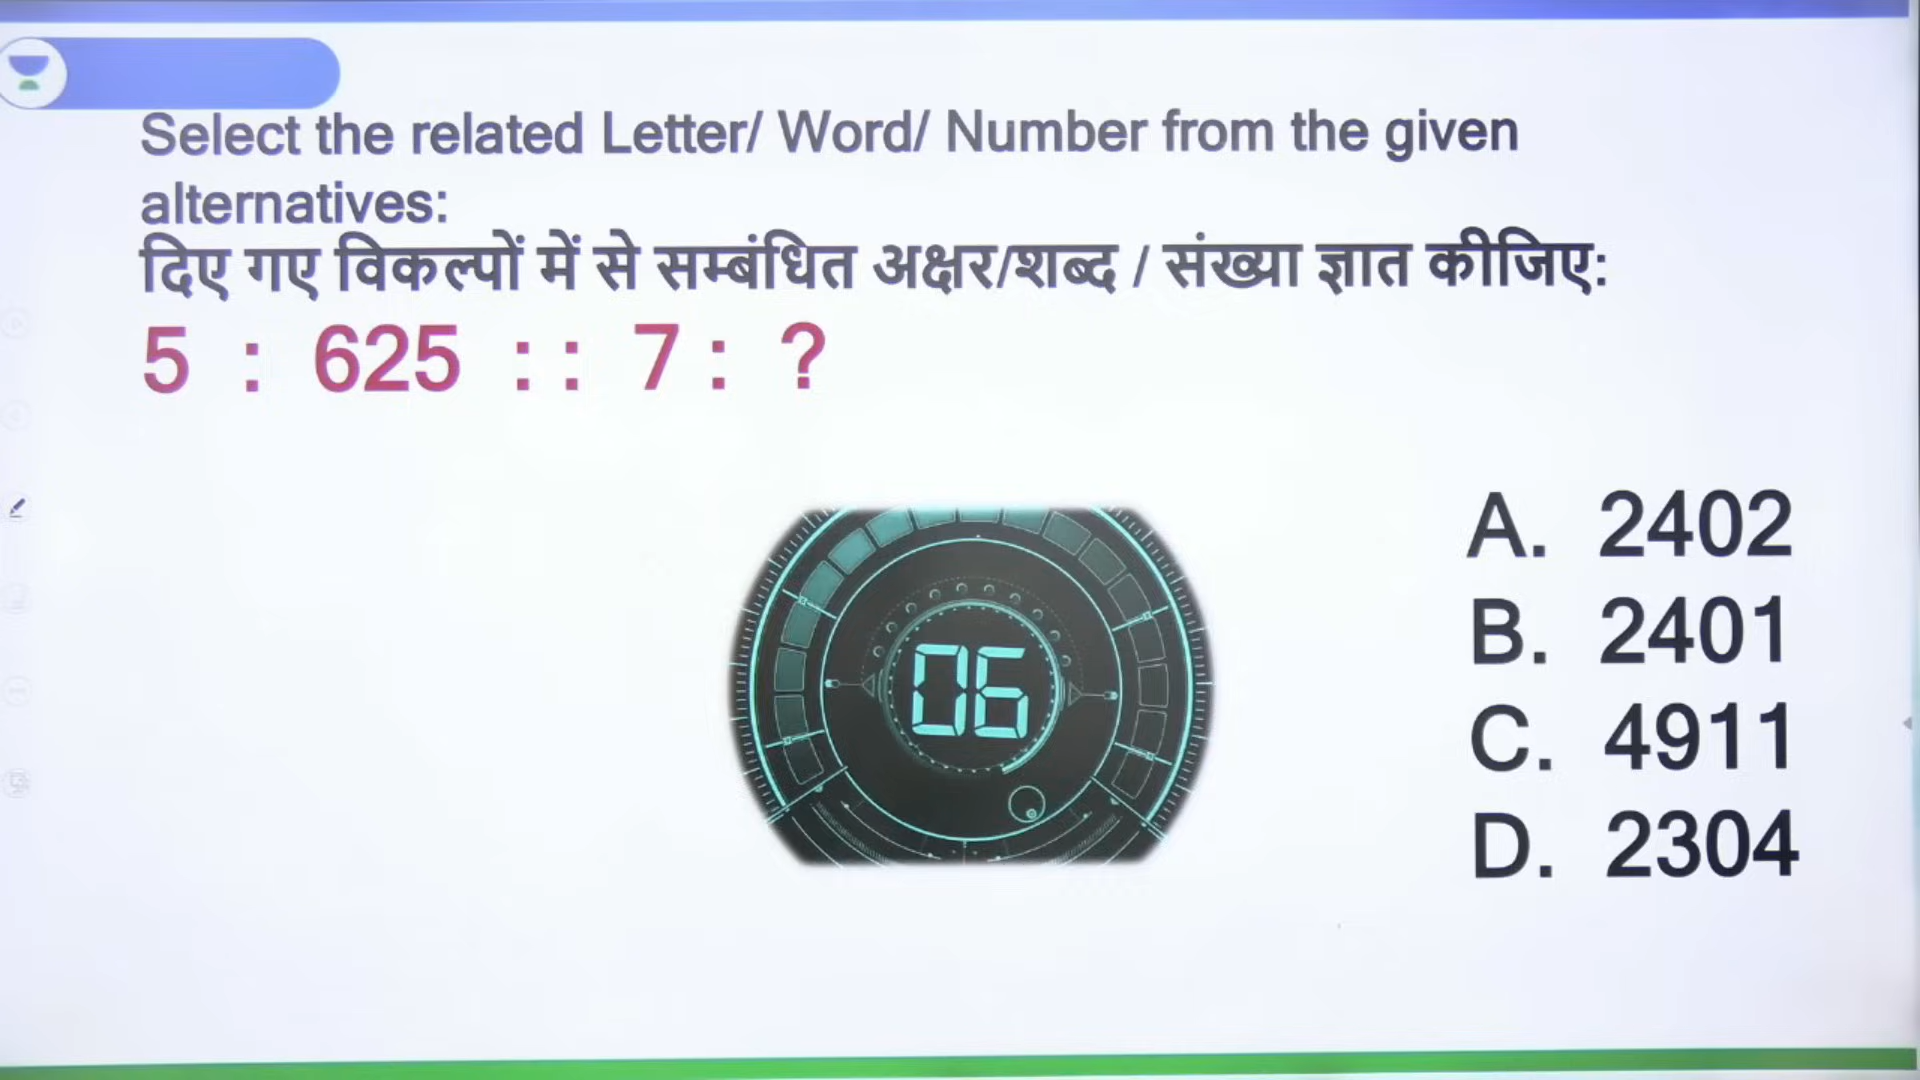 Select the related Letter/ Word/ Number from the given
alternatives:
दिए गए विकल्पों में से सम्बंधित अक्षर/शब्द / संख्या ज्ञात कीजिए:
5 : 625 : : 7 : ?
06
A. 2402
B. 2401
C. 4911
D. 2304